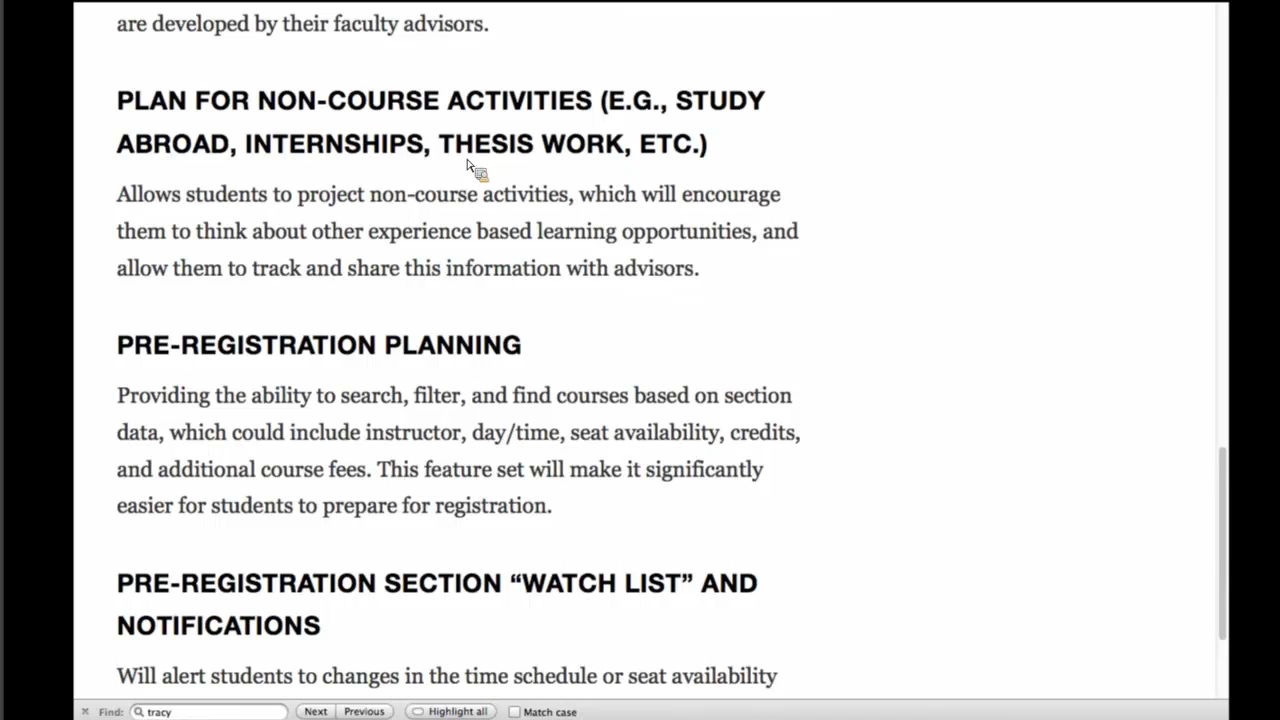 are developed by their faculty advisors.
PLAN FOR NON-COURSE ACTIVITIES (E.G., STUDY
ABROAD, INTERNSHIPS, THESIS WORK, ETC.)
Allows students to project non-course activities, which will encourage
them to think about other experience based learning opportunities, and
allow them to track and share this information with advisors.
PRE-REGISTRATION PLANNING
Providing the ability to search, filter, and find courses based on section
data, which could include instructor, day/time, seat availability, credits,
and additional course fees. This feature set will make it significantly
easier for students to prepare for registration.
PRE-REGISTRATION SECTION “WATCH LIST” AND
NOTIFICATIONS
Will alert students to changes in the time schedule or seat availability
Find: tracy Next Previous Highlight all Match case